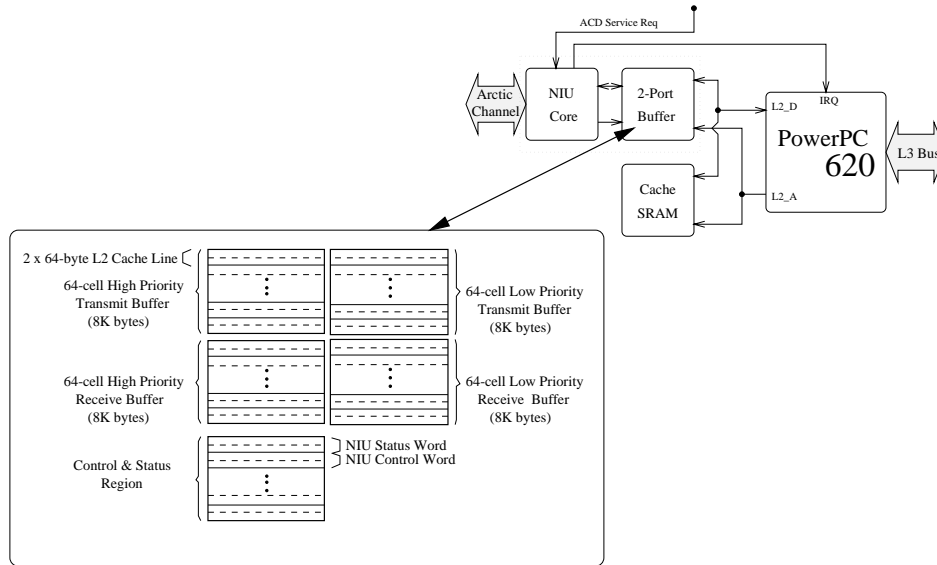 ACD Service Req
Arctic
Channel
NIU
Core
2-Port
Buffer
L2_D
IRQ
PowerPC
620
L2_A
L3 Bus
Cache
SRAM
2 x 64-byte L2 Cache Line
64-cell High Priority
Transmit Buffer
(8K bytes)
64-cell Low Priority
Transmit Buffer
(8K bytes)
64-cell High Priority
Receive Buffer
(8K bytes)
64-cell Low Priority
Receive Buffer
(8K bytes)
Control & Status
Region
NIU Status Word
NIU Control Word